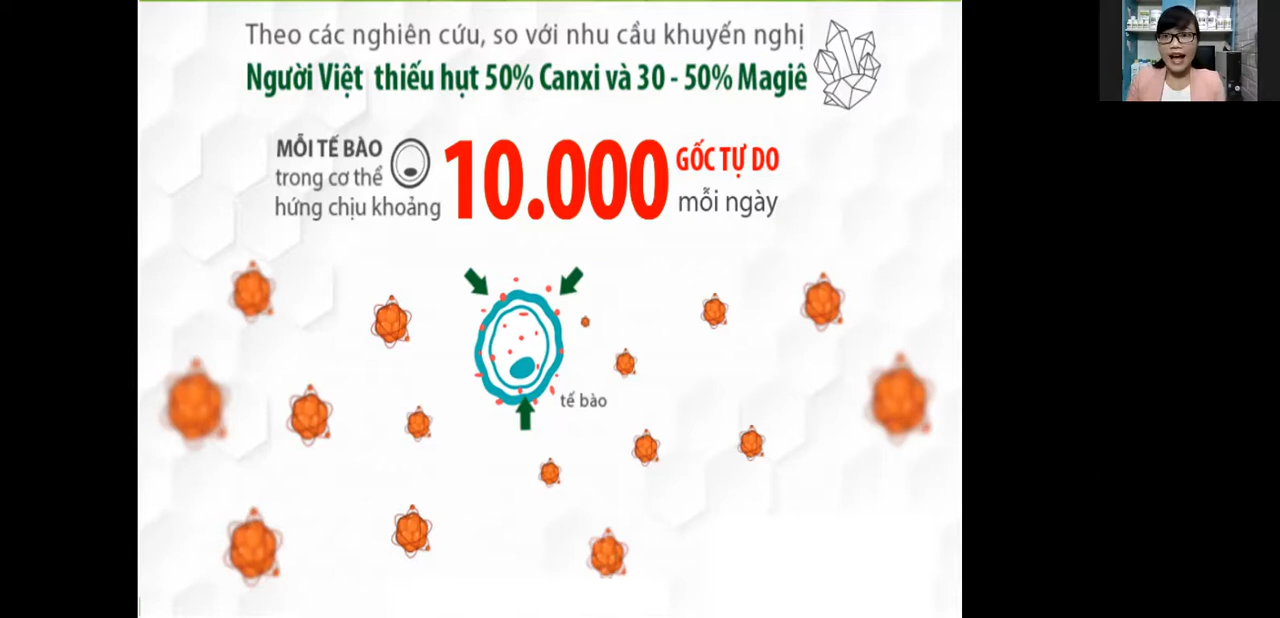 Theo các nghiên cứu, so với nhu cầu khuyến nghị
Người Việt thiếu hụt 50% Canxi và 30 - 50% Magiê
MỖI TẾ BÀO
trong cơ thể
hứng chịu khoảng
10.000
GỐC TỰ DO
mỗi ngày
tế bào